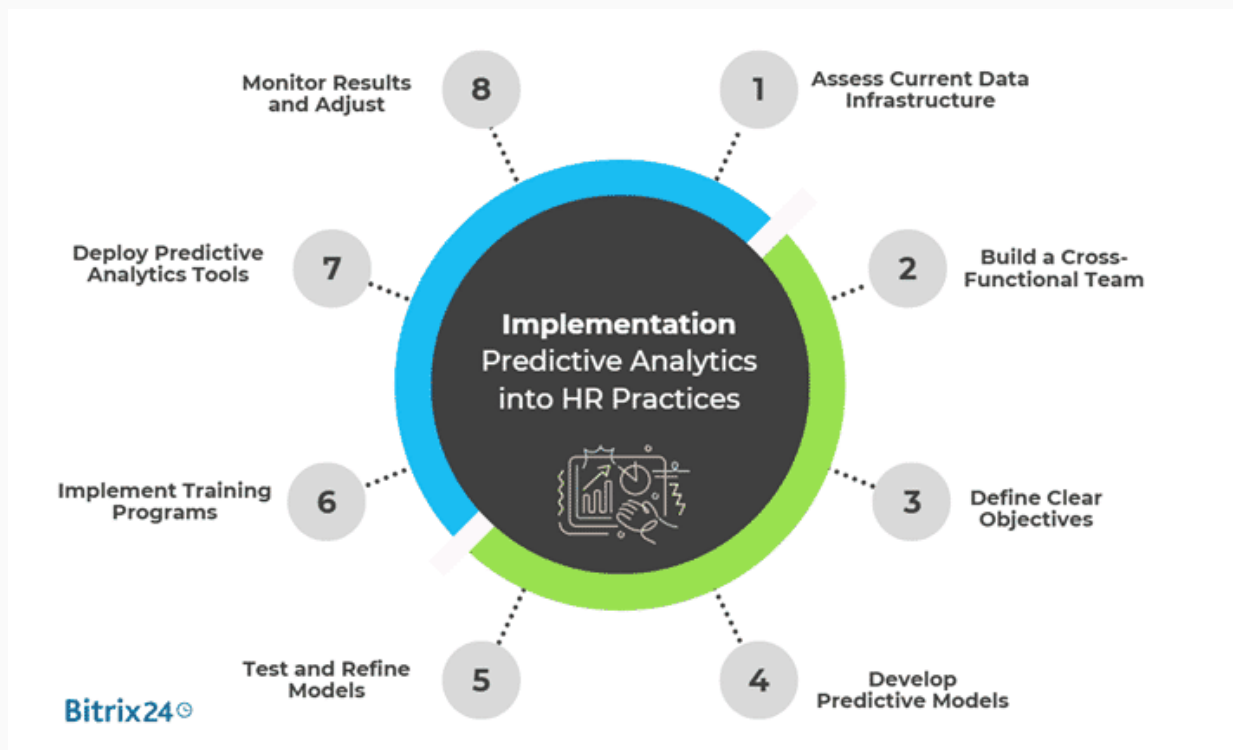 Implementation
Predictive Analytics
into HR Practices
1
Assess Current Data
Infrastructure
2
Build a Cross-
Functional Team
3
Define Clear
Objectives
4
Develop
Predictive Models
5
Test and Refine
Models
6
Implement Training
Programs
7
Deploy Predictive
Analytics Tools
8
Monitor Results
and Adjust
Bitrix24